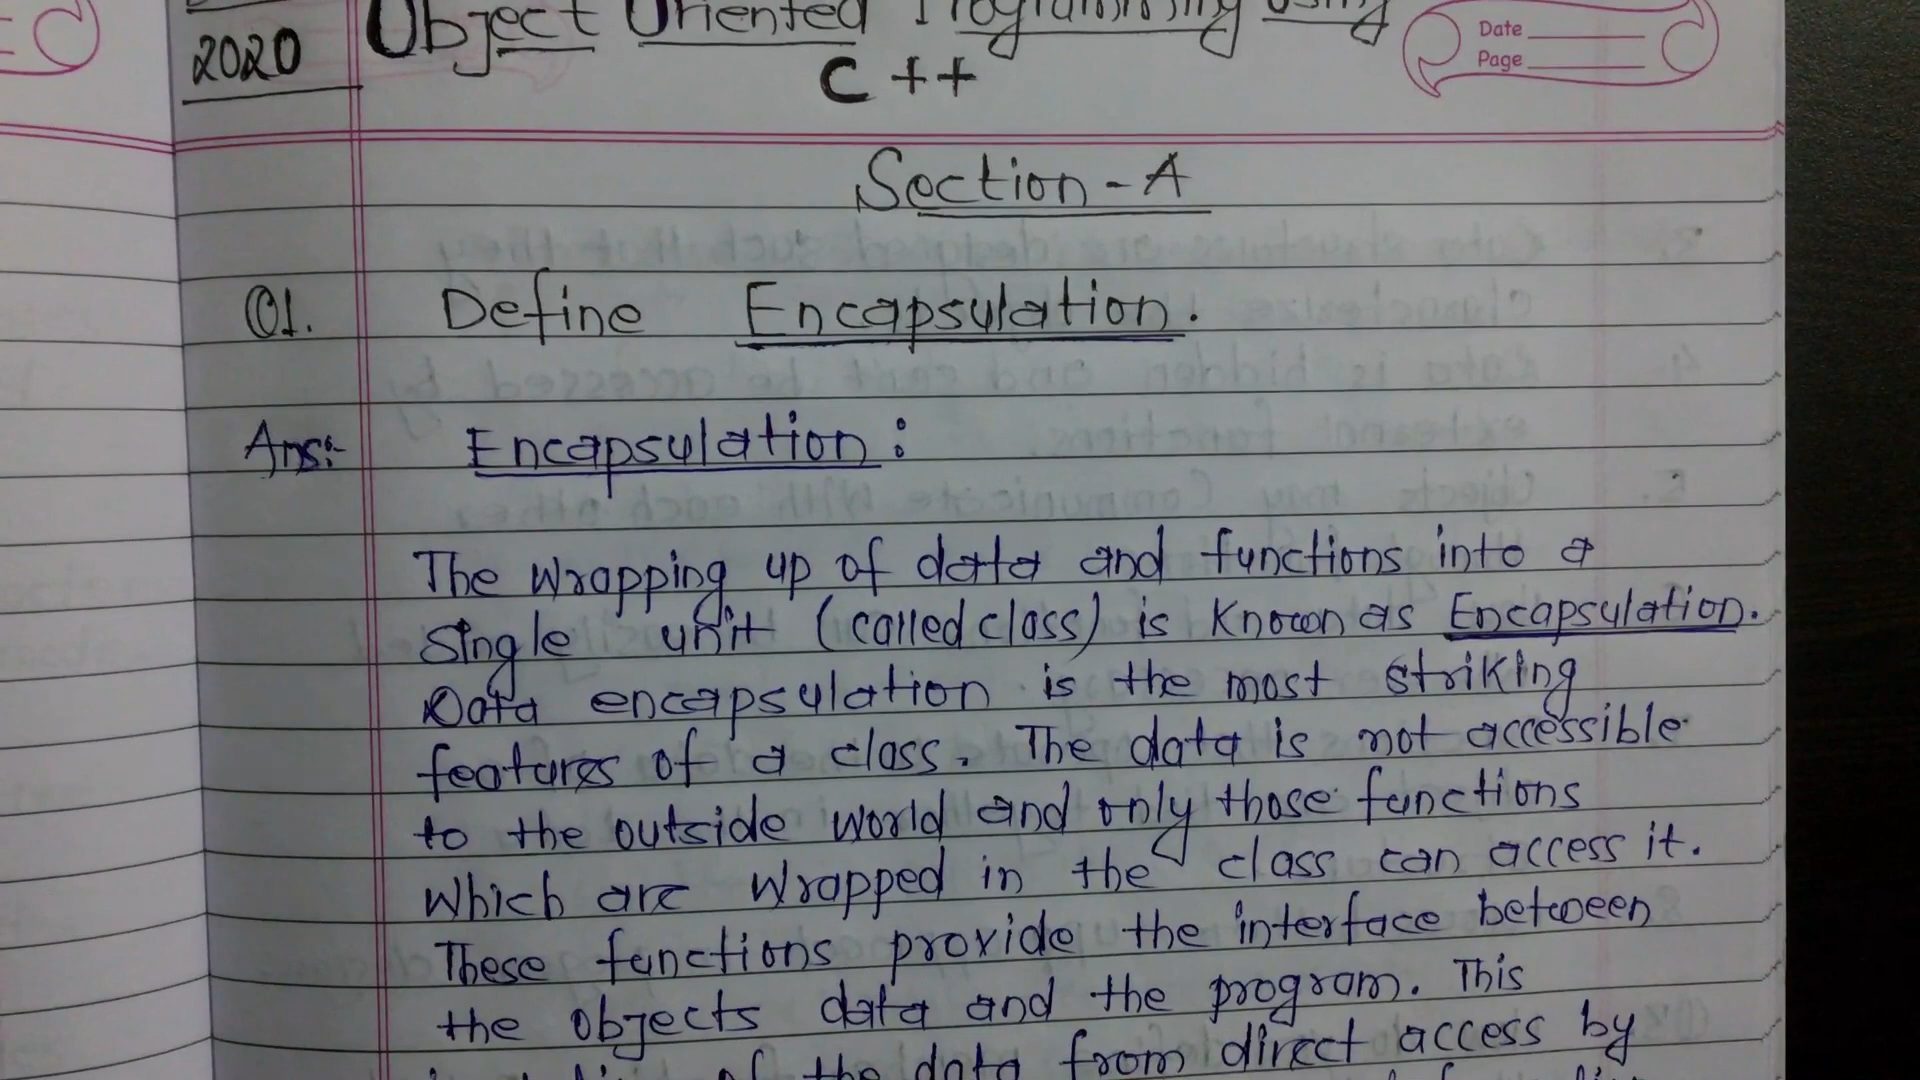 2020
Object Oriented Programming Using
C ++
Date
Page
Section - A
Q1. Define Encapsulation.
Ans:- Encapsulation :
The Wrapping up of data and functions into a
single unit (called class) is known as Encapsulation.
Data encapsulation is the most striking
features of a class. The data is not accessible
to the outside world and only those functions
which are wrapped in the class can access it.
These functions provide the interface between
the objects data and the program. This
of the data from direct access by